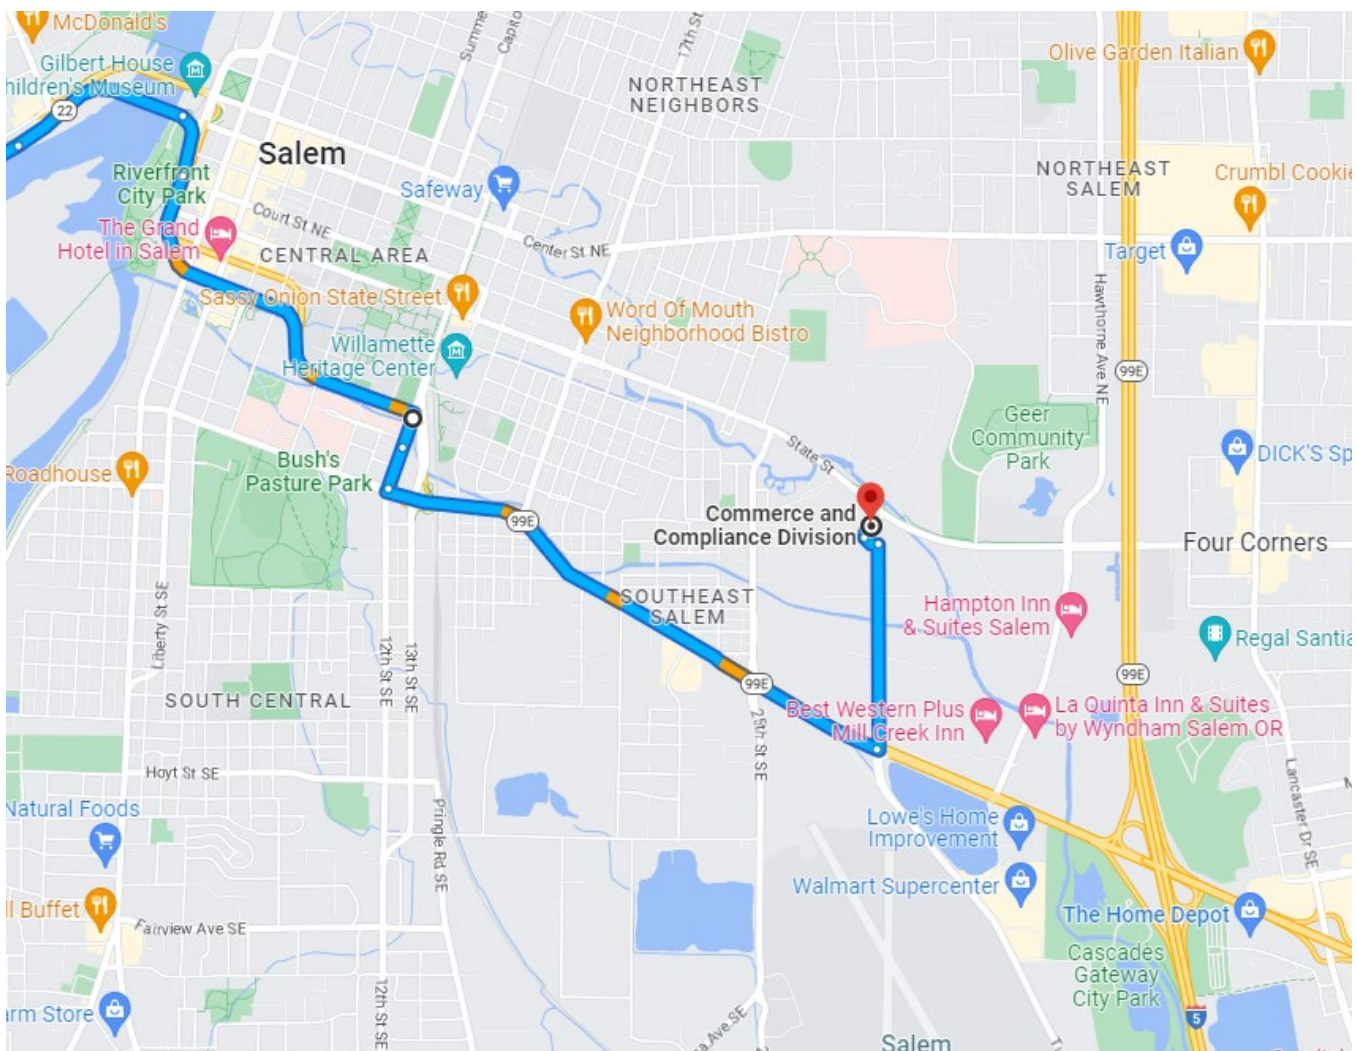 McDonald's
Gilbert House
hildren's Museum
22
Summe
Capito
17th St
NORTHEAST
NEIGHBORS
Olive Garden Italian
Salem
Riverfront
City Park
Safeway
NORTHEAST
SALEM
Crumbl Cookie
The Grand
Hotel in Salem
Court St NE
CENTRAL AREA
Center St NE
Target
Hawthorne Ave NE
Sassy Onion State Street
Word Of Mouth
Neighborhood Bistro
Willamette
Heritage Center
99E
Geer
Community
Park
State St
DICK'S Sp
Roadhouse
Bush's
Pasture Park
99E
Commerce and
Compliance Division
Four Corners
Hampton Inn
& Suites Salem
SOUTHEAST
SALEM
Liberty St SE
12th St SE
13th St SE
Regal Santia
99E
99E
SOUTH CENTRAL
25th St SE
Best Western Plus
Mill Creek Inn
La Quinta Inn & Suites
by Wyndham Salem OR
Hoyt St SE
Lancaster Dr SE
Natural Foods
Pringle Rd SE
Lowe's Home
Improvement
Walmart Supercenter
ll Buffet
Fairview Ave SE
The Home Depot
Cascades
Gateway
City Park
arm Store
12th St SE
a Ave SE
5
Salem